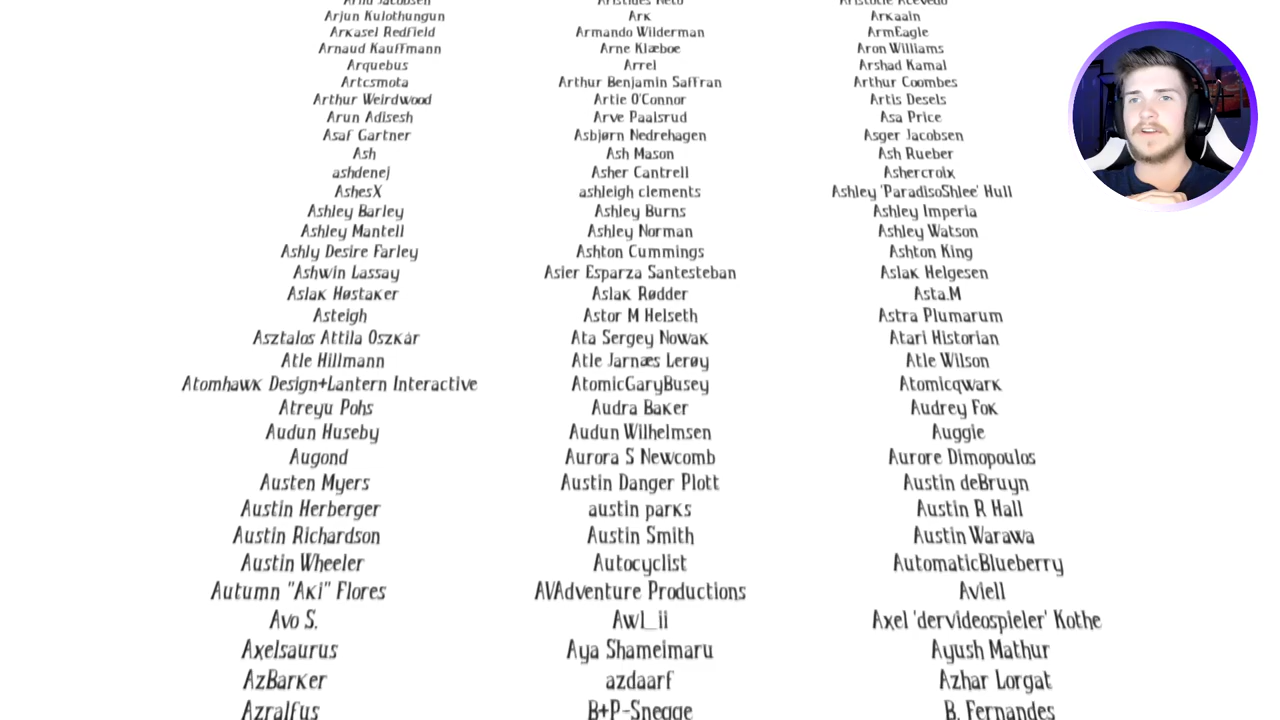 Arnd Jacobsen Aristides Neto Aristotle Acevedo
Arjun Kulothungun Ark Arkaain
Arkasel Redfield Armando Wilderman ArmEagle
Arnaud Kauffmann Arne Klæboe Aron Williams
Arquebus Arrel Arshad Kamal
Artcsmota Arthur Benjamin Saffran Arthur Coombes
Arthur Weirdwood Artie O'Connor Artis Desels
Arun Adisesh Arve Paalsrud Asa Price
Asaf Gartner Asbjørn Nedrehagen Asger Jacobsen
Ash Ash Mason Ash Rueber
ashdenej Asher Cantrell Ashercroix
AshesX ashleigh clements Ashley 'ParadisoShlee' Hull
Ashley Barley Ashley Burns Ashley Imperia
Ashley Mantell Ashley Norman Ashley Watson
Ashly Desire Farley Ashton Cummings Ashton King
Ashwin Lassay Asier Esparza Santesteban Aslak Helgesen
Aslak Høstaker Aslak Rødder Asta.M
Asteigh Astor M Helseth Astra Plumarum
Asztalos Attila Oszkár Ata Sergey Nowak Atari Historian
Atle Hillmann Atle Jarnæs Lerøy Atle Wilson
Atomhawk Design+Lantern Interactive AtomicGaryBusey Atomicqwark
Atreyu Pohs Audra Baker Audrey Fox
Audun Huseby Audun Wilhelmsen Auggie
Augond Aurora S Newcomb Aurore Dimopoulos
Austen Myers Austin Danger Plott Austin deBruyn
Austin Herberger austin parks Austin R Hall
Austin Richardson Austin Smith Austin Warawa
Austin Wheeler Autocyclist AutomaticBlueberry
Autumn "Aki" Flores AVAdventure Productions Aviell
Avo S. Awl_ii Axel 'dervideospieler' Kothe
Axelsaurus Aya Shameimaru Ayush Mathur
AzBarker azdaarf Azhar Lorgat
Azralfus B+P-Snegge B. Fernandes